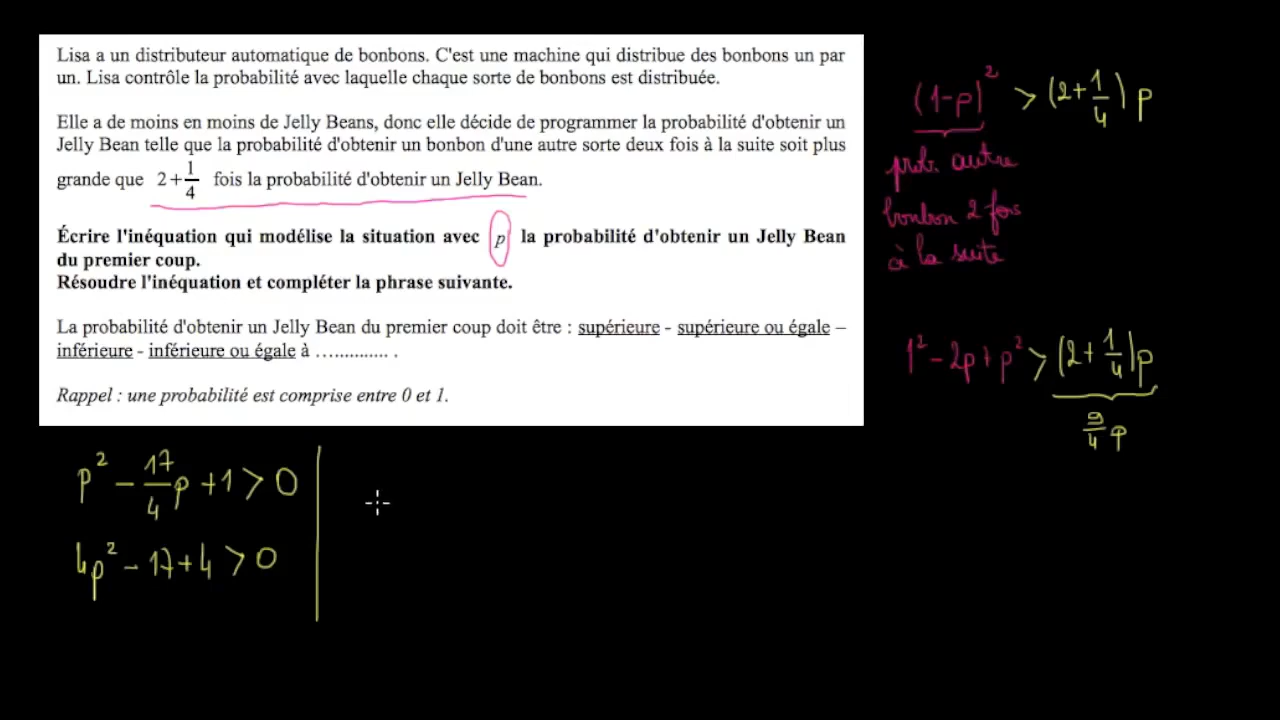 Lisa a un distributeur automatique de bonbons. C'est une machine qui distribue des bonbons un par
un. Lisa contrôle la probabilité avec laquelle chaque sorte de bonbons est distribuée.
Elle a de moins en moins de Jelly Beans, donc elle décide de programmer la probabilité d'obtenir un
Jelly Bean telle que la probabilité d'obtenir un bonbon d'une autre sorte deux fois à la suite soit plus
grande que 2+1/4 fois la probabilité d'obtenir un Jelly Bean.
Écrire l'inéquation qui modélise la situation avec p la probabilité d'obtenir un Jelly Bean
du premier coup.
Résoudre l'inéquation et compléter la phrase suivante.
La probabilité d'obtenir un Jelly Bean du premier coup doit être : supérieure - supérieure ou égale –
inférieure - inférieure ou égale à …........... .
Rappel : une probabilité est comprise entre 0 et 1.
(1-p)² > (2+1/4) p
prob. autre
bonbon 2 fois
à la suite
1² - 2p + p² > (2+1/4)p
9/4 p
p² - 17/4 p + 1 > 0
4p² - 17 + 4 > 0